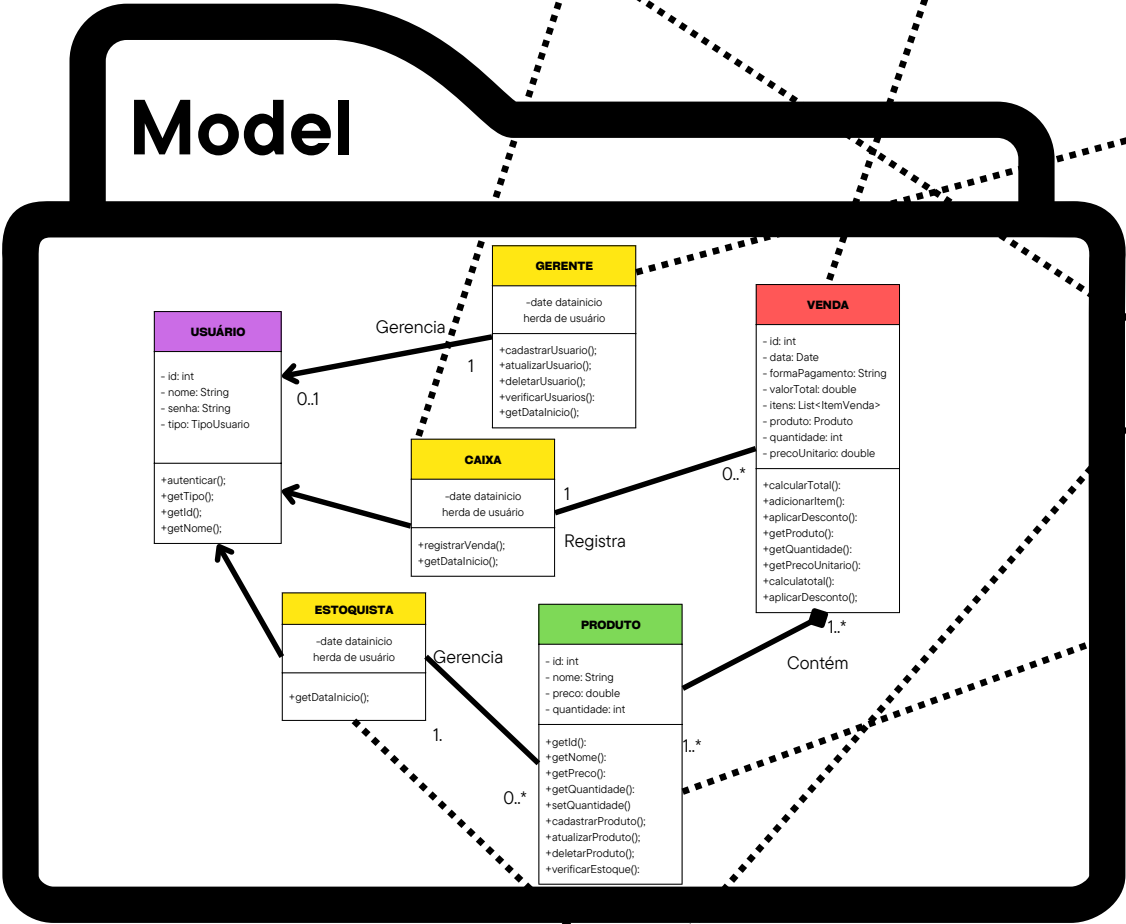 Model
GERENTE
-date datainicio
herda de usuário
+cadastrarUsuario();
+atualizarUsuario();
+deletarUsuario();
+verificarUsuarios():
+getDataInicio();
Gerencia
1
0..1
USUÁRIO
- id: int
- nome: String
- senha: String
- tipo: TipoUsuario
+autenticar();
+getTipo();
+getId();
+getNome();
VENDA
- id: int
- data: Date
- formaPagamento: String
- valorTotal: double
- itens: List<ItemVenda>
- produto: Produto
- quantidade: int
- precoUnitario: double
+calcularTotal():
+adicionarItem():
+aplicarDesconto():
+getProduto():
+getQuantidade():
+getPrecoUnitario():
+calculatotal():
+aplicarDesconto();
CAIXA
-date datainicio
herda de usuário
+registrarVenda();
+getDataInicio();
1
0..*
Registra
ESTOQUISTA
-date datainicio
herda de usuário
+getDataInicio();
Gerencia
1.
0..*
PRODUTO
- id: int
- nome: String
- preco: double
- quantidade: int
+getId():
+getNome():
+getPreco():
+getQuantidade():
+setQuantidade()
+cadastrarProduto();
+atualizarProduto();
+deletarProduto();
+verificarEstoque():
1..*
Contém
1..*